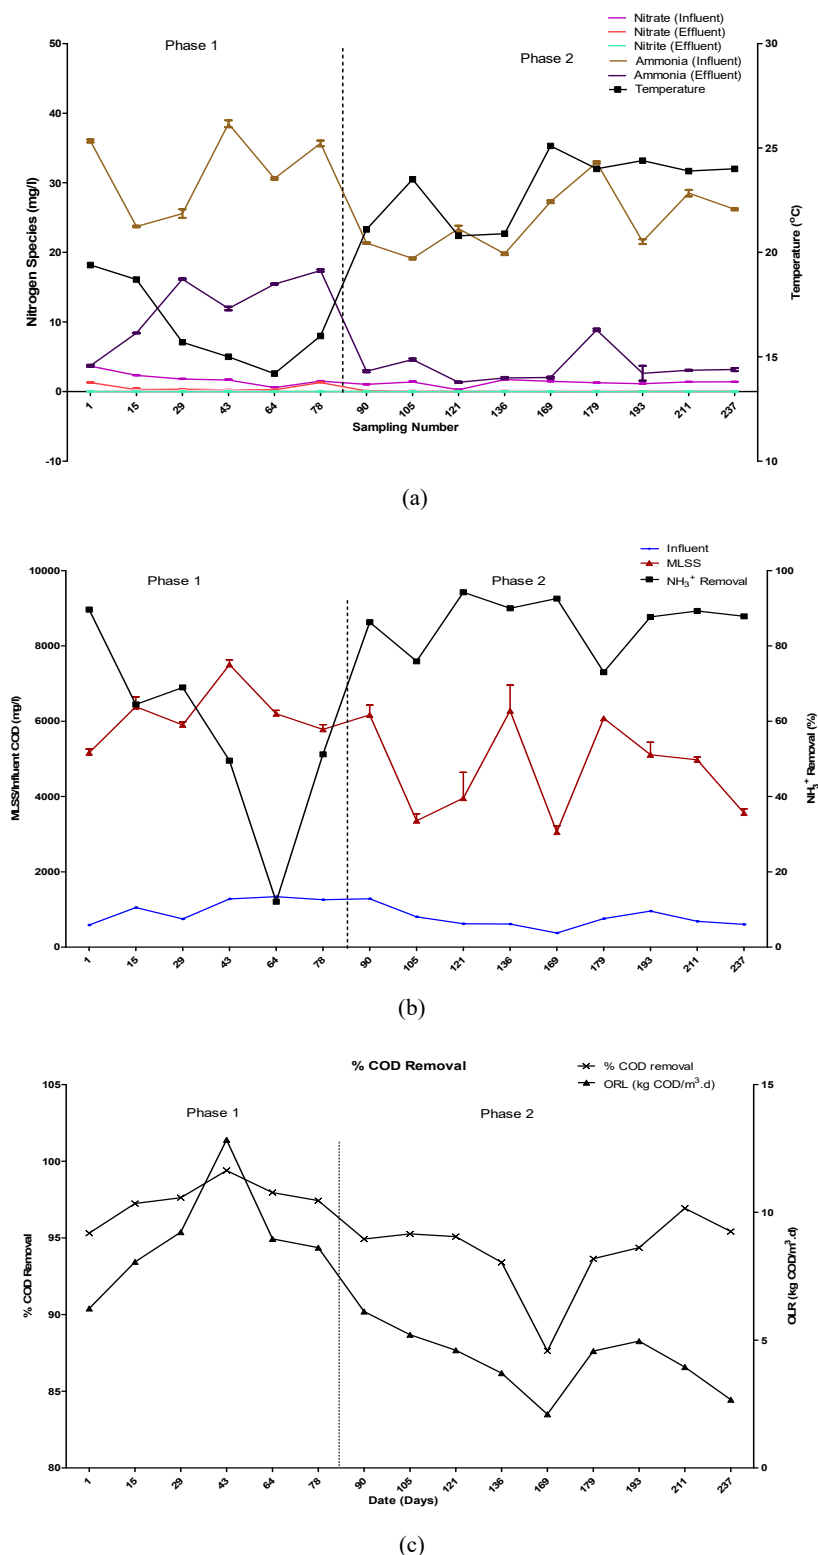 Nitrate (Influent)
Nitrate (Effluent)
Nitrite (Effluent)
Ammonia (Influent)
Ammonia (Effluent)
Temperature
Phase 1
Phase 2
50
40
30
20
10
0
-10
Nitrogen Species (mg/l)
30
25
20
15
10
Temperature (°C)
1 15 29 43 64 78 90 105 121 136 169 179 193 211 237
Sampling Number
(a)
Influent
MLSS
NH₃⁺ Removal
Phase 1
Phase 2
10000
8000
6000
4000
2000
0
MLSS/Influent COD (mg/l)
100
80
60
40
20
0
NH₃⁺ Removal (%)
1 15 29 43 64 78 90 105 121 136 169 179 193 211 237
(b)
% COD Removal
% COD removal
ORL (kg COD/m³.d)
Phase 1
Phase 2
105
100
95
90
85
80
% COD Removal
15
10
5
0
OLR (kg COD/m³.d)
1 15 29 43 64 78 90 105 121 136 169 179 193 211 237
Date (Days)
(c)